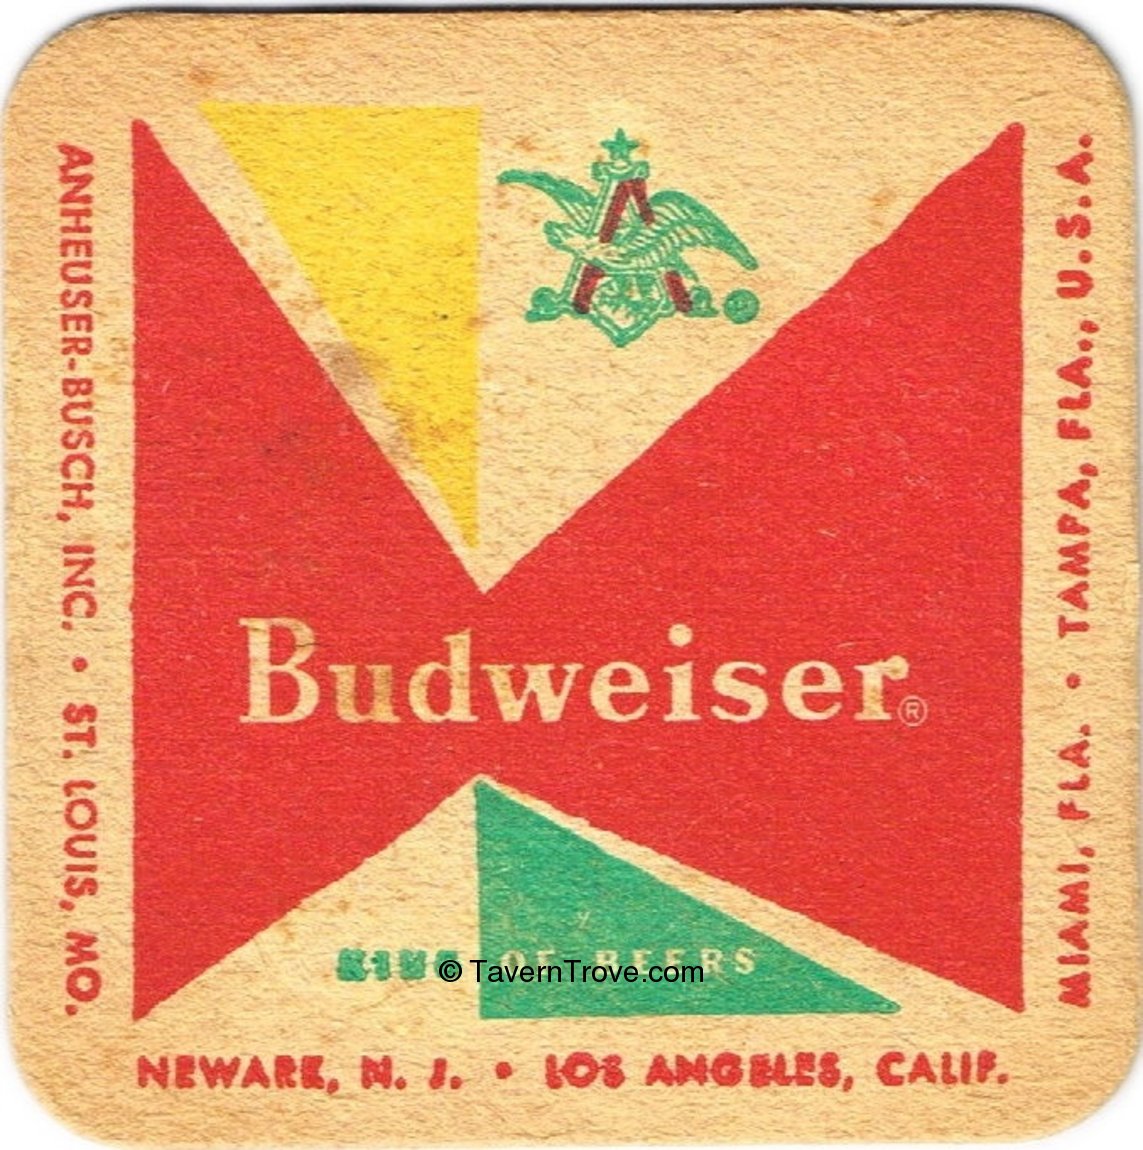 ANHEUSER-BUSCH, INC. • ST. LOUIS, MO.
A
Budweiser®
KING OF BEERS
© TavernTrove.com
NEWARK, N. J. • LOS ANGELES, CALIF.
MIAMI, FLA. • TAMPA, FLA., U.S.A.